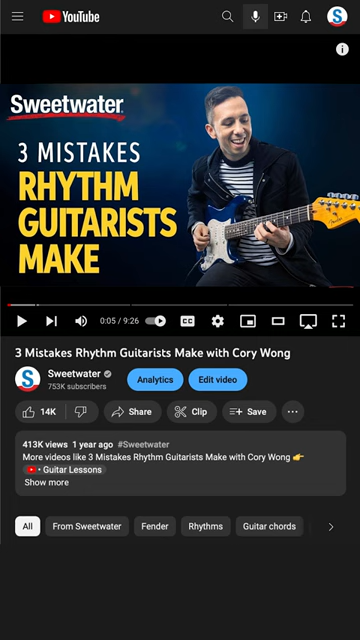 YouTube
S
Sweetwater
3 MISTAKES
RHYTHM
GUITARISTS
MAKE
0:05 / 9:26
CC
3 Mistakes Rhythm Guitarists Make with Cory Wong
S
Sweetwater
753K subscribers
Analytics
Edit video
14K
Share
Clip
Save
413K views 1 year ago #Sweetwater
More videos like 3 Mistakes Rhythm Guitarists Make with Cory Wong 👉
• Guitar Lessons
Show more
All
From Sweetwater
Fender
Rhythms
Guitar chords